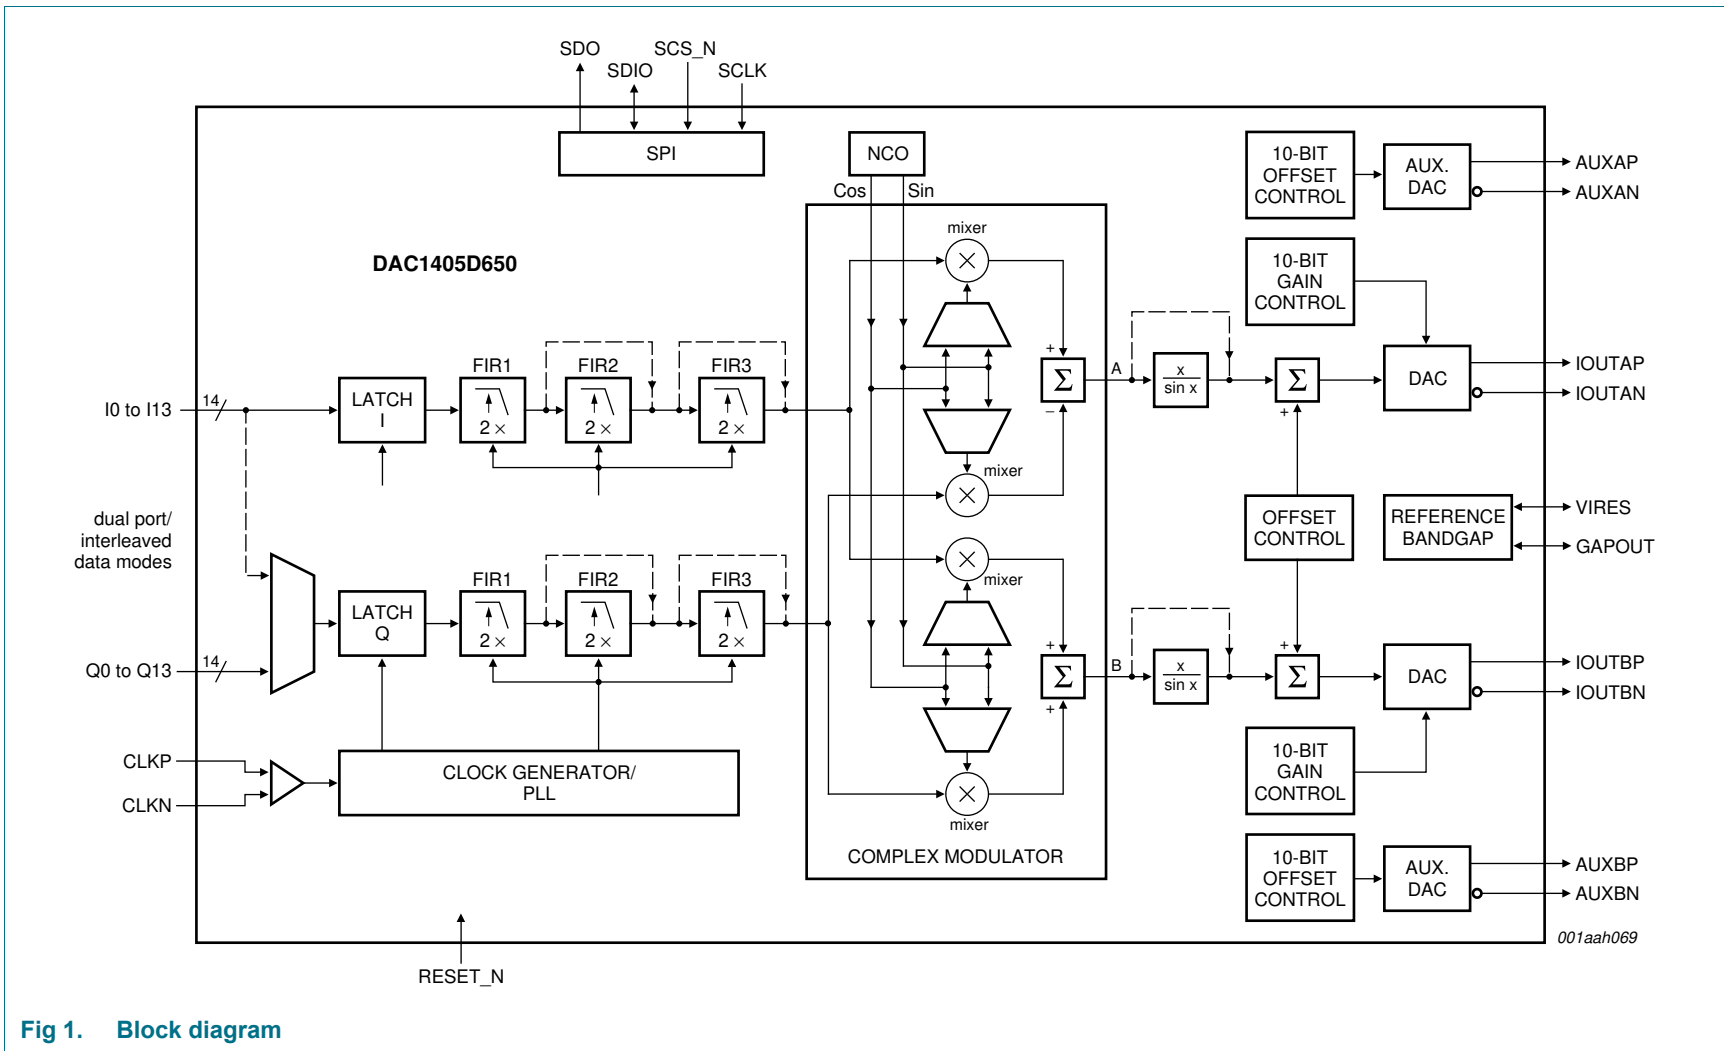 SDO
SDIO
SCS_N
SCLK
SPI
NCO
Cos
Sin
DAC1405D650
COMPLEX MODULATOR
mixer
mixer
mixer
mixer
I0 to I13
14
LATCH
I
FIR1
2 ×
FIR2
2 ×
FIR3
2 ×
dual port/
interleaved
data modes
Q0 to Q13
14
LATCH
Q
FIR1
2 ×
FIR2
2 ×
FIR3
2 ×
CLKP
CLKN
CLOCK GENERATOR/
PLL
RESET_N
+
Σ
−
A
x
sin x
Σ
+
+
Σ
+
B
x
sin x
+
Σ
10-BIT
OFFSET
CONTROL
AUX.
DAC
AUXAP
AUXAN
10-BIT
GAIN
CONTROL
DAC
IOUTAP
IOUTAN
OFFSET
CONTROL
REFERENCE
BANDGAP
VIRES
GAPOUT
DAC
IOUTBP
IOUTBN
10-BIT
GAIN
CONTROL
10-BIT
OFFSET
CONTROL
AUX.
DAC
AUXBP
AUXBN
001aah069
Fig 1. Block diagram